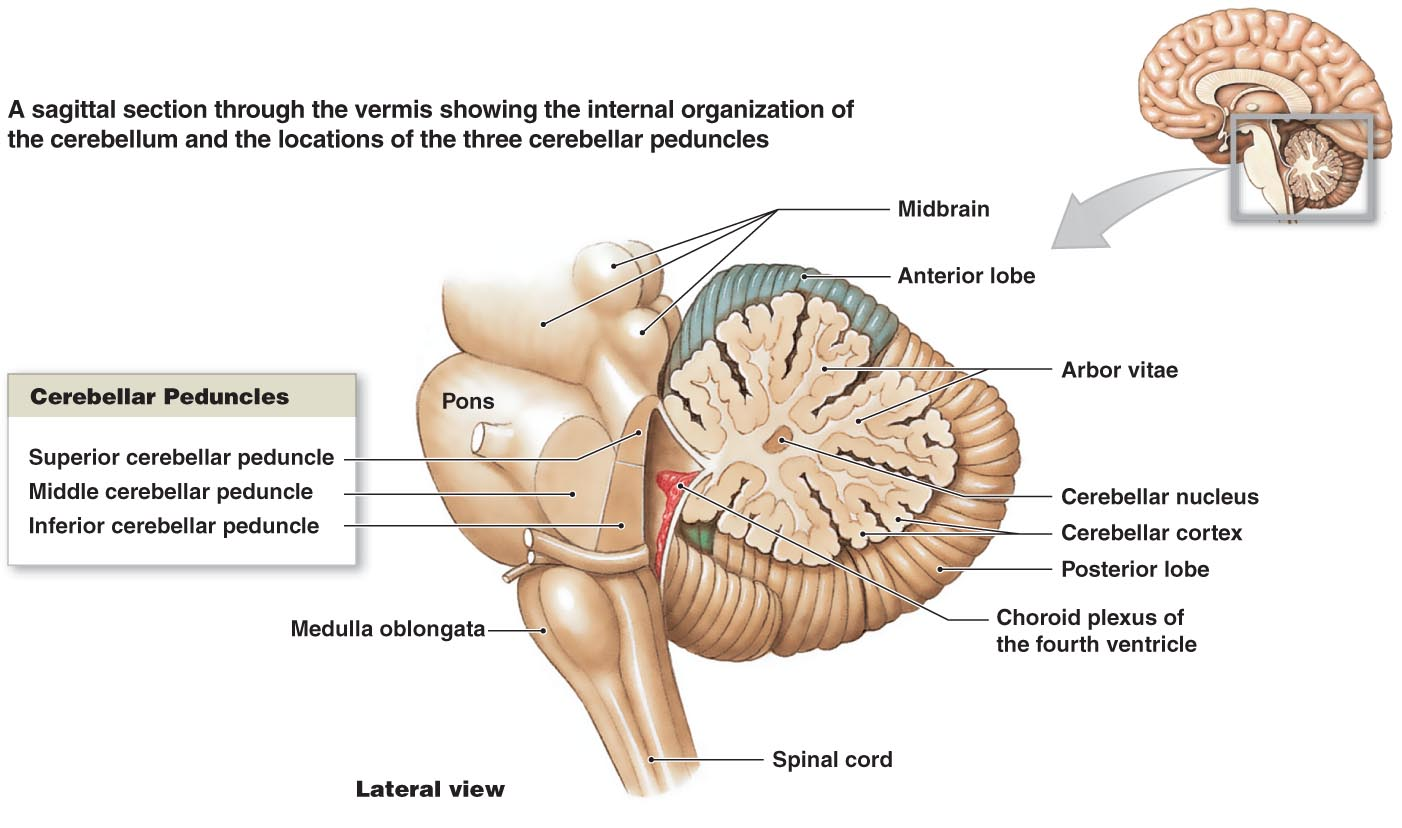 A sagittal section through the vermis showing the internal organization of
the cerebellum and the locations of the three cerebellar peduncles
Midbrain
Anterior lobe
Arbor vitae
Cerebellar Peduncles
Pons
Superior cerebellar peduncle
Middle cerebellar peduncle
Inferior cerebellar peduncle
Cerebellar nucleus
Cerebellar cortex
Posterior lobe
Choroid plexus of
the fourth ventricle
Medulla oblongata
Spinal cord
Lateral view